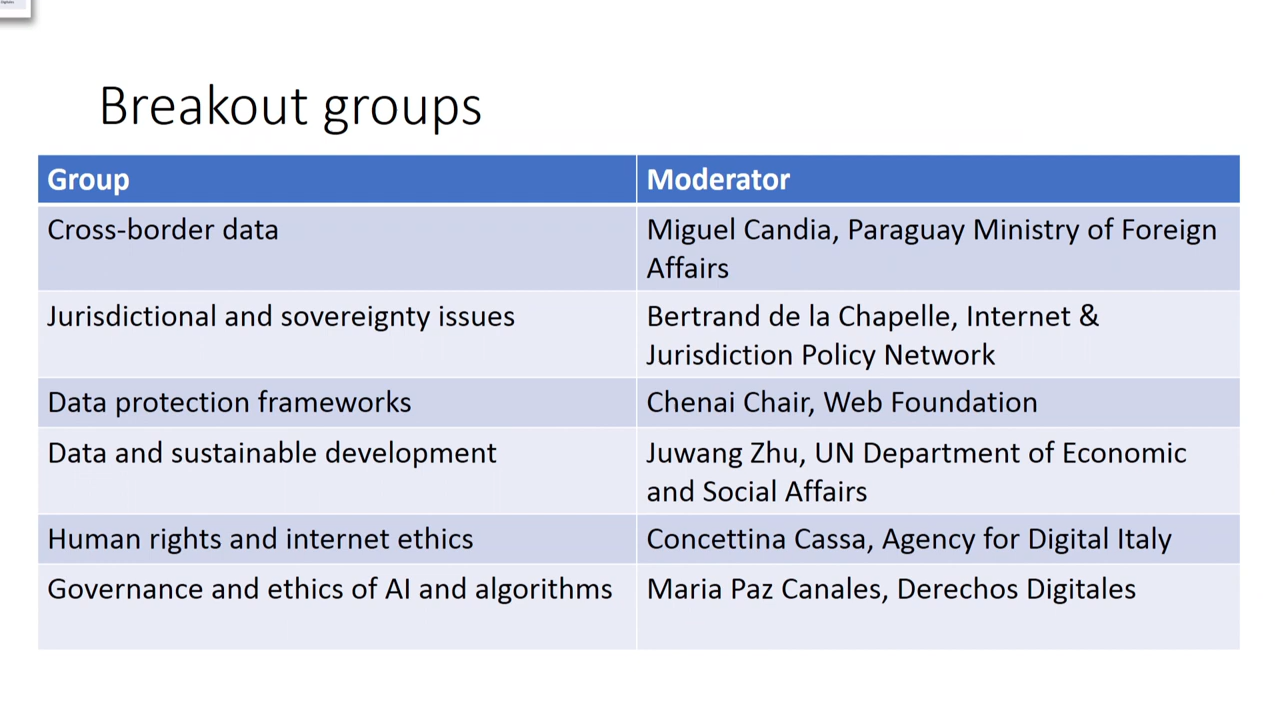 Breakout groups
Group
Moderator
Cross-border data
Miguel Candia, Paraguay Ministry of Foreign
Affairs
Jurisdictional and sovereignty issues
Bertrand de la Chapelle, Internet &
Jurisdiction Policy Network
Data protection frameworks
Chenai Chair, Web Foundation
Data and sustainable development
Juwang Zhu, UN Department of Economic
and Social Affairs
Human rights and internet ethics
Concettina Cassa, Agency for Digital Italy
Governance and ethics of AI and algorithms
Maria Paz Canales, Derechos Digitales